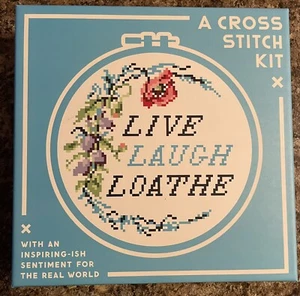 A CROSS
STITCH
KIT
LIVE
LAUGH
LOATHE
WITH AN
INSPIRING-ISH
SENTIMENT FOR
THE REAL WORLD